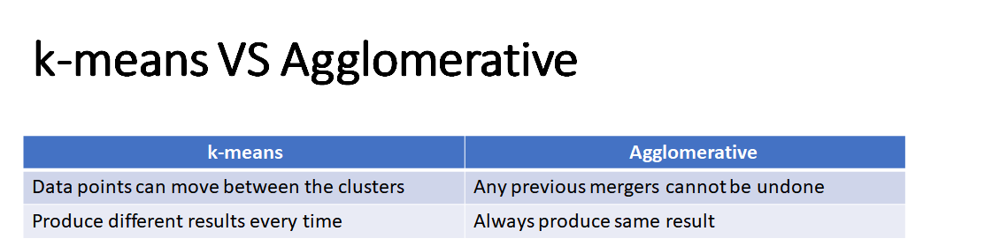 k-means VS Agglomerative
k-means Agglomerative
Data points can move between the clusters Any previous mergers cannot be undone
Produce different results every time Always produce same result